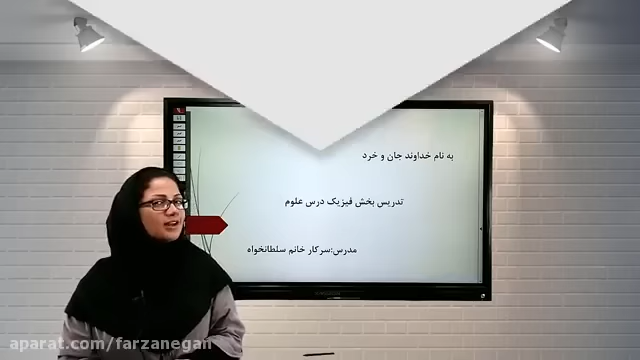 به نام خداوند جان و خرد
تدریس بخش فیزیک درس علوم
مدرس:سرکار خانم سلطانخواه
aparat.com/farzanegan